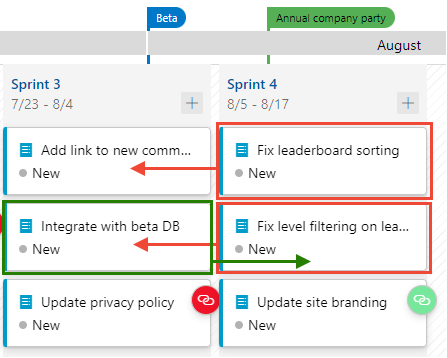 Beta
Annual company party
August
Sprint 3
7/23 - 8/4
+
Sprint 4
8/5 - 8/17
+
Add link to new comm...
New
Fix leaderboard sorting
New
Integrate with beta DB
New
Fix level filtering on lea...
New
Update privacy policy
New
Update site branding
New